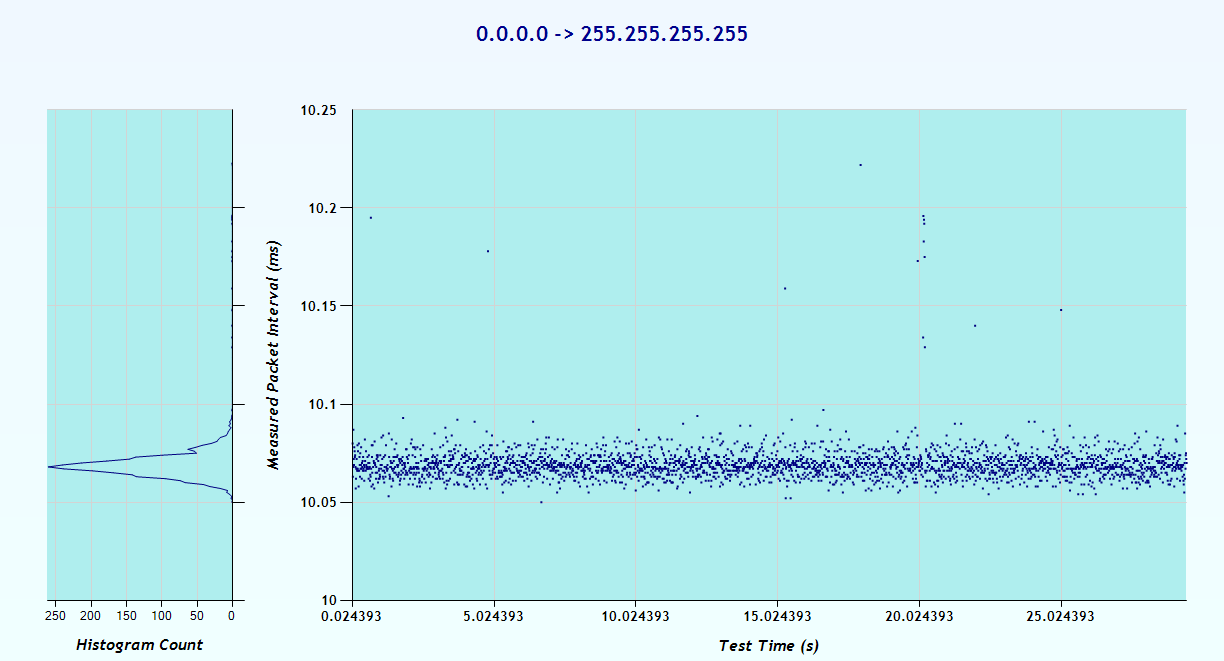 0.0.0.0 -> 255.255.255.255
10.25
10.2
10.15
10.1
10.05
10
Measured Packet Interval (ms)
250 200 150 100 50 0
Histogram Count
0.024393 5.024393 10.024393 15.024393 20.024393 25.024393
Test Time (s)